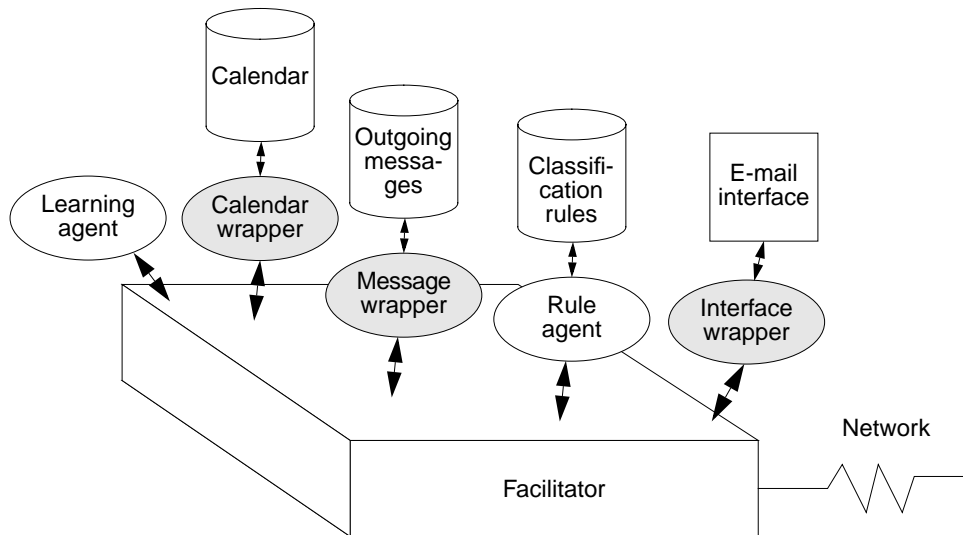 Calendar
Outgoing
messa-
ges
Classifi-
cation
rules
E-mail
interface
Learning
agent
Calendar
wrapper
Message
wrapper
Rule
agent
Interface
wrapper
Network
Facilitator